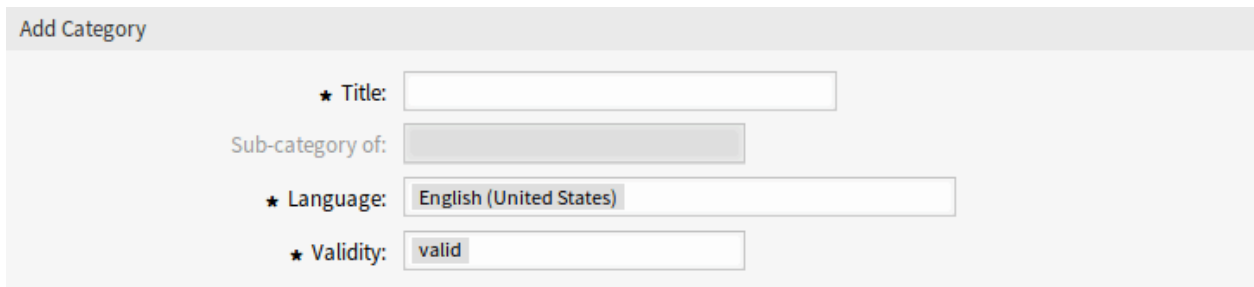 Add Category
★ Title:
Sub-category of:
★ Language: English (United States)
★ Validity: valid